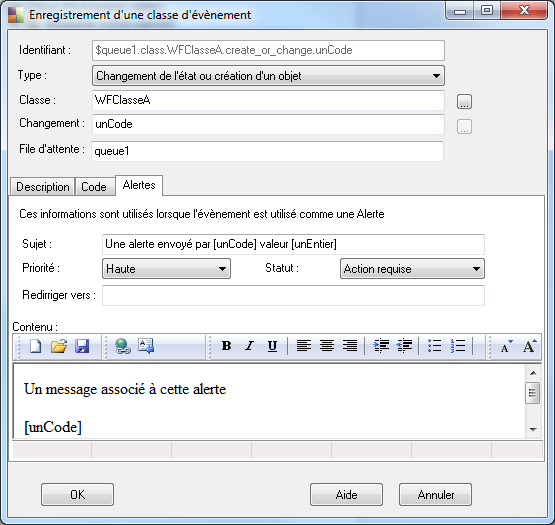 Enregistrement d'une classe d'évènement
Identifiant : $queue1.class.WFClasseA.create_or_change.unCode
Type : Changement de l'état ou création d'un objet
Classe : WFClasseA ...
Changement : unCode ...
File d'attente : queue1
Description Code Alertes
Ces informations sont utilisés lorsque l'évènement est utilisé comme une Alerte
Sujet : Une alerte envoyé par [unCode] valeur [unEntier]
Priorité : Haute Statut : Action requise
Redirriger vers :
Contenu :
B I U A A
Un message associé à cette alerte
[unCode]
OK Aide Annuler